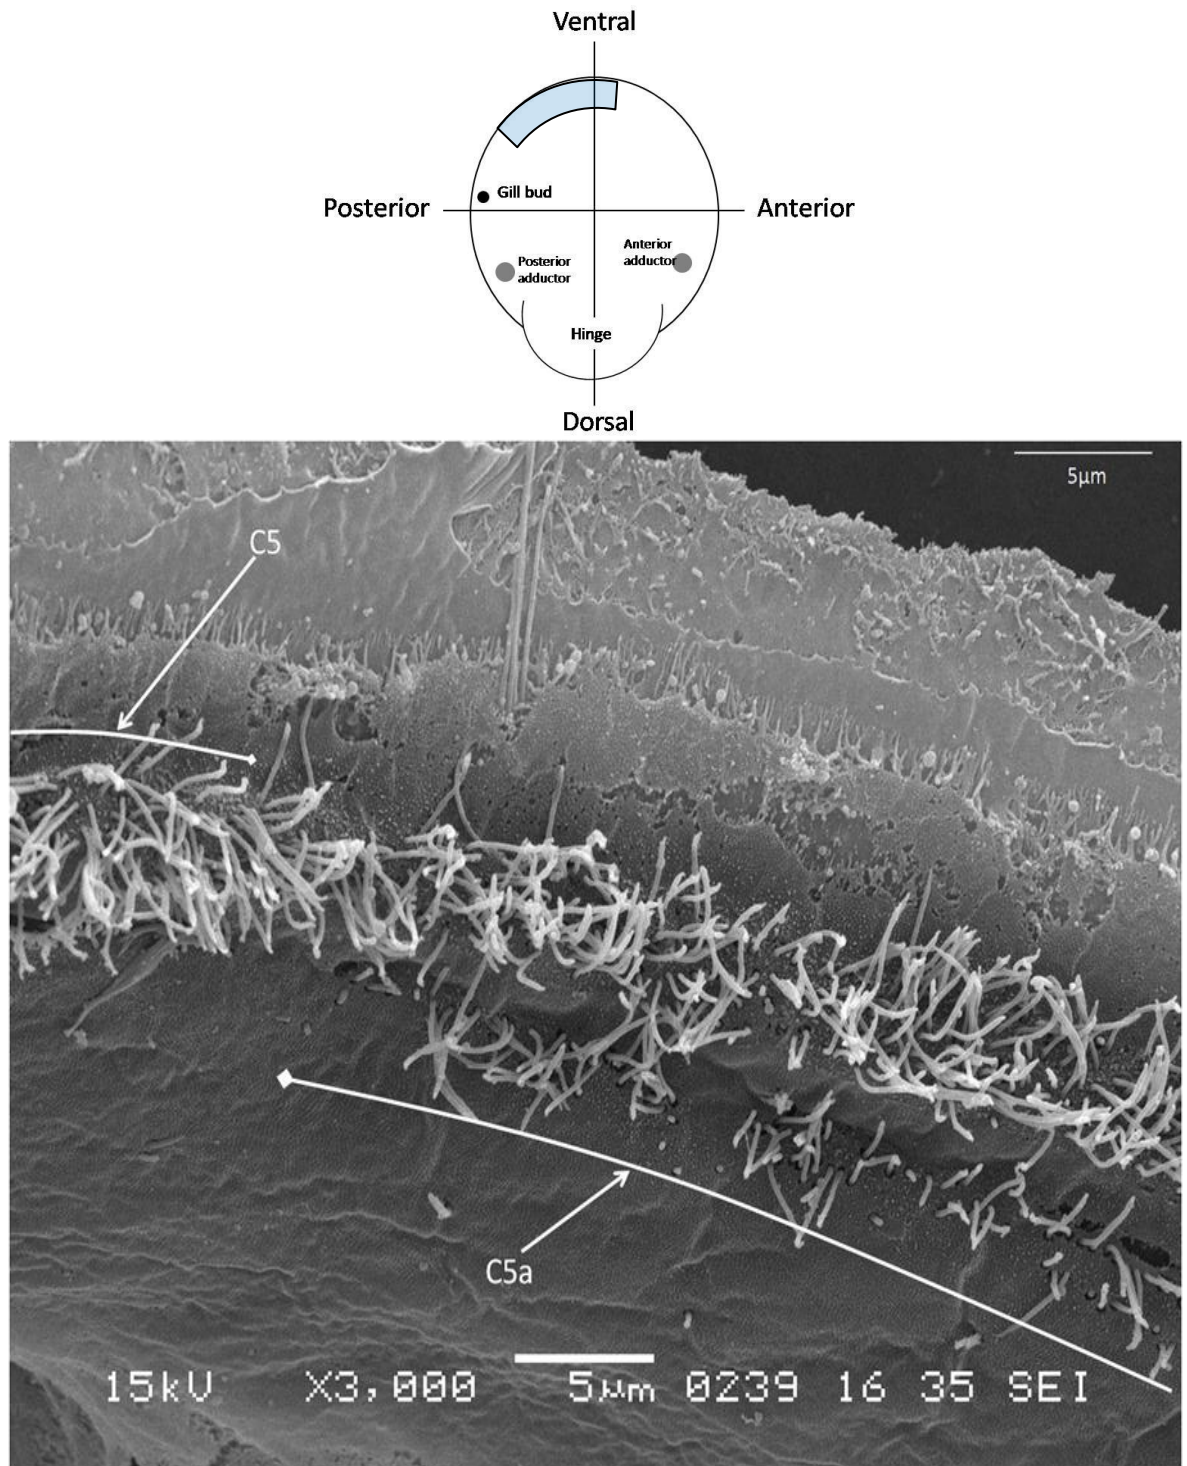 Ventral
Gill bud
Posterior
Anterior
Anterior
adductor
Posterior
adductor
Hinge
Dorsal
5µm
C5
C5a
15kV X3,000 5µm 0239 16 35 SEI